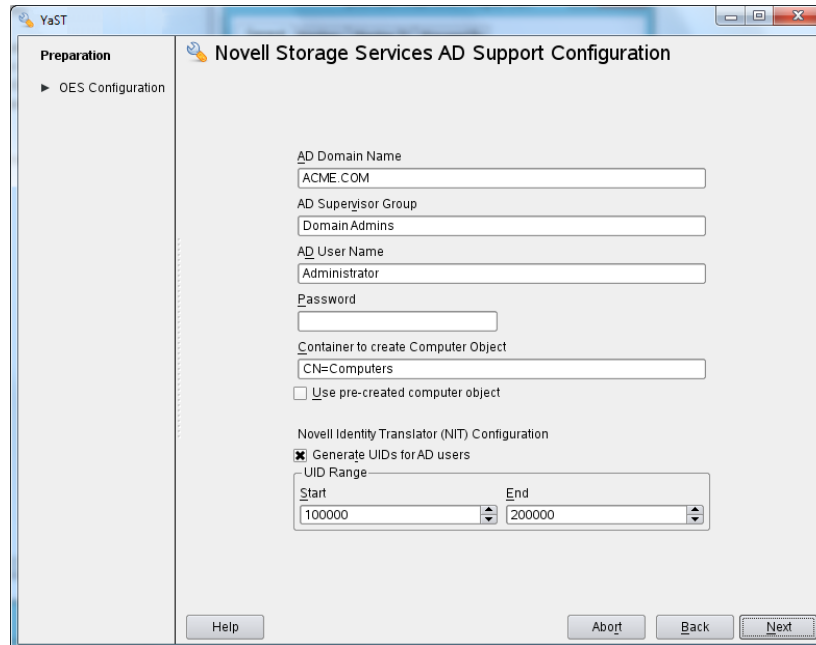 YaST
Preparation
OES Configuration
Novell Storage Services AD Support Configuration
AD Domain Name
ACME.COM
AD Supervisor Group
Domain Admins
AD User Name
Administrator
Password
Container to create Computer Object
CN=Computers
Use pre-created computer object
Novell Identity Translator (NIT) Configuration
Generate UIDs for AD users
UID Range
Start End
100000 200000
Help Abort Back Next